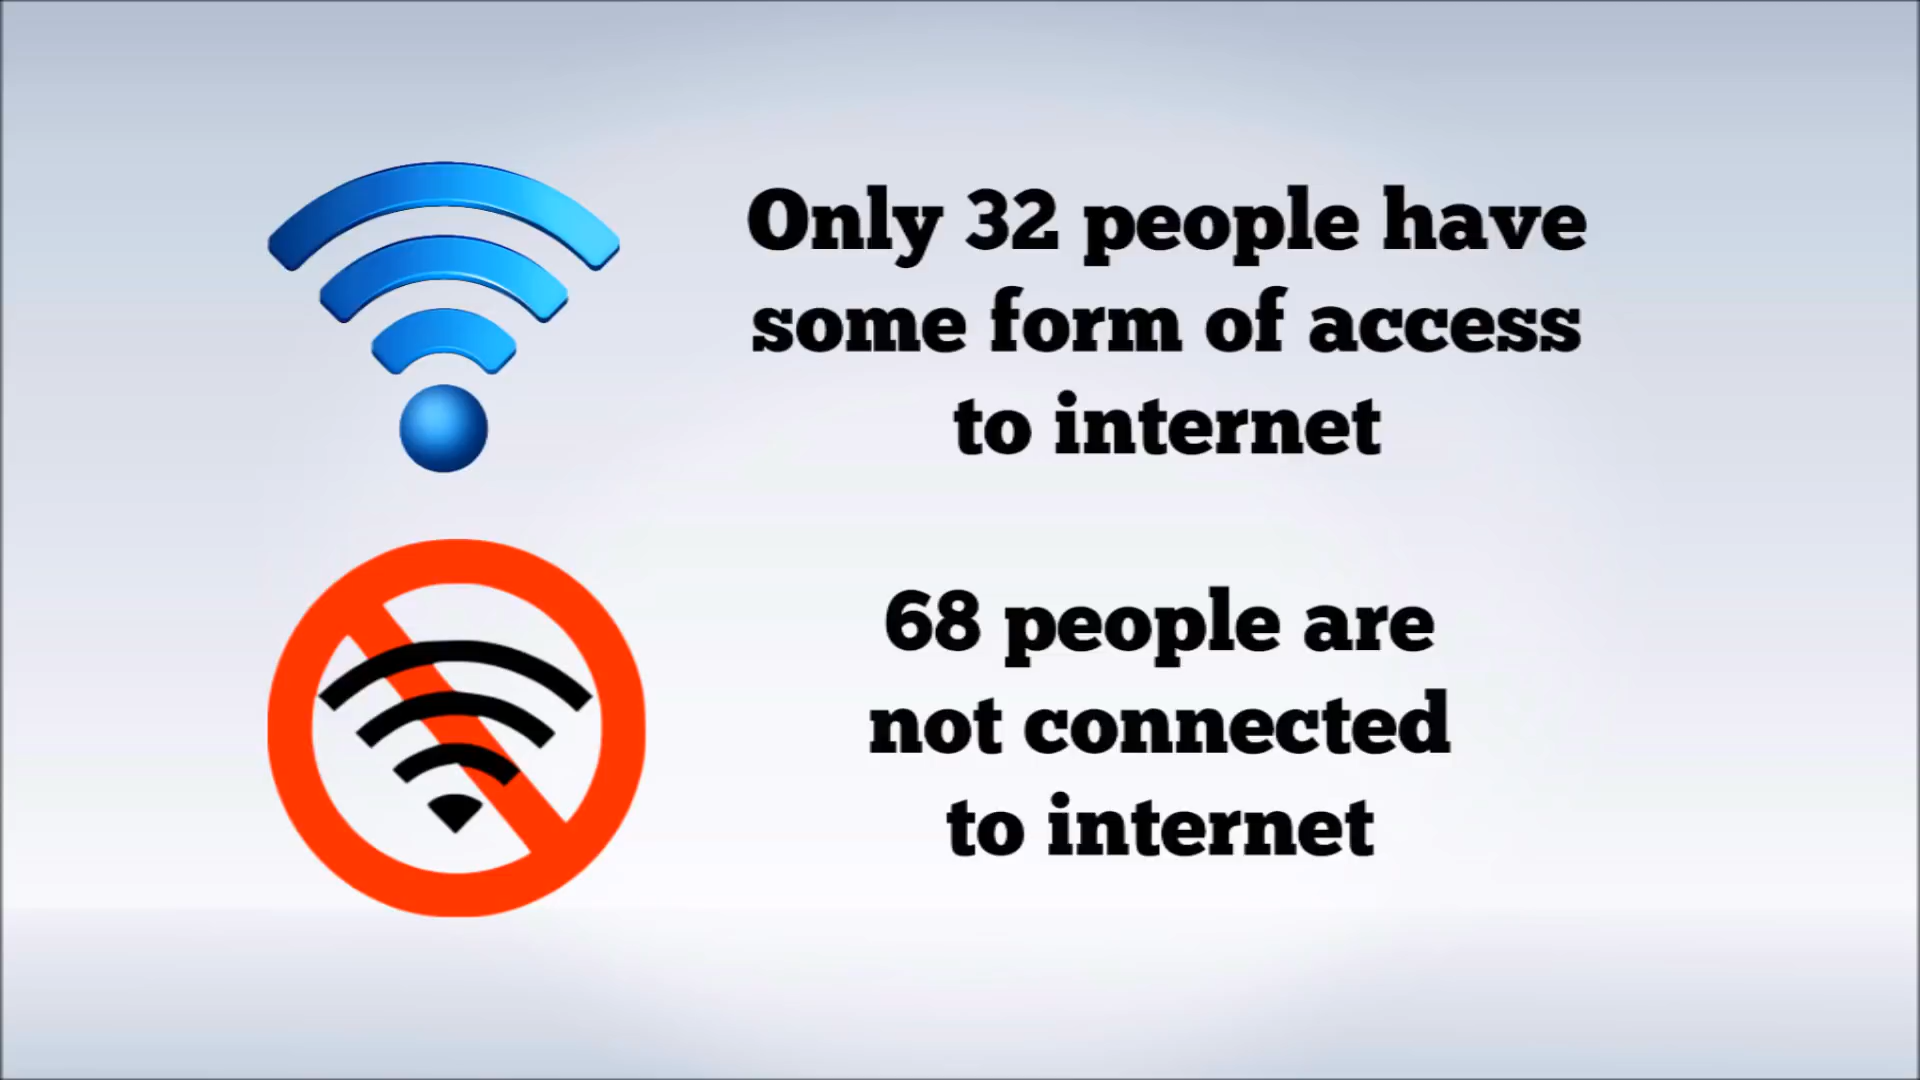 Only 32 people have
some form of access
to internet
68 people are
not connected
to internet